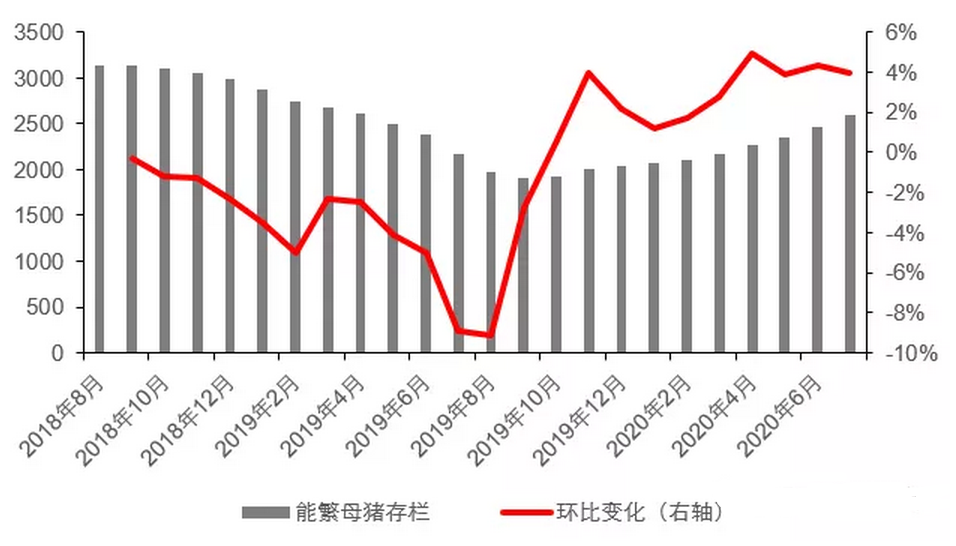 3500
3000
2500
2000
1500
1000
500
0
6%
4%
2%
0%
-2%
-4%
-6%
-8%
-10%
2018年8月
2018年10月
2018年12月
2019年2月
2019年4月
2019年6月
2019年8月
2019年10月
2019年12月
2020年2月
2020年4月
2020年6月
能繁母猪存栏
环比变化（右轴）